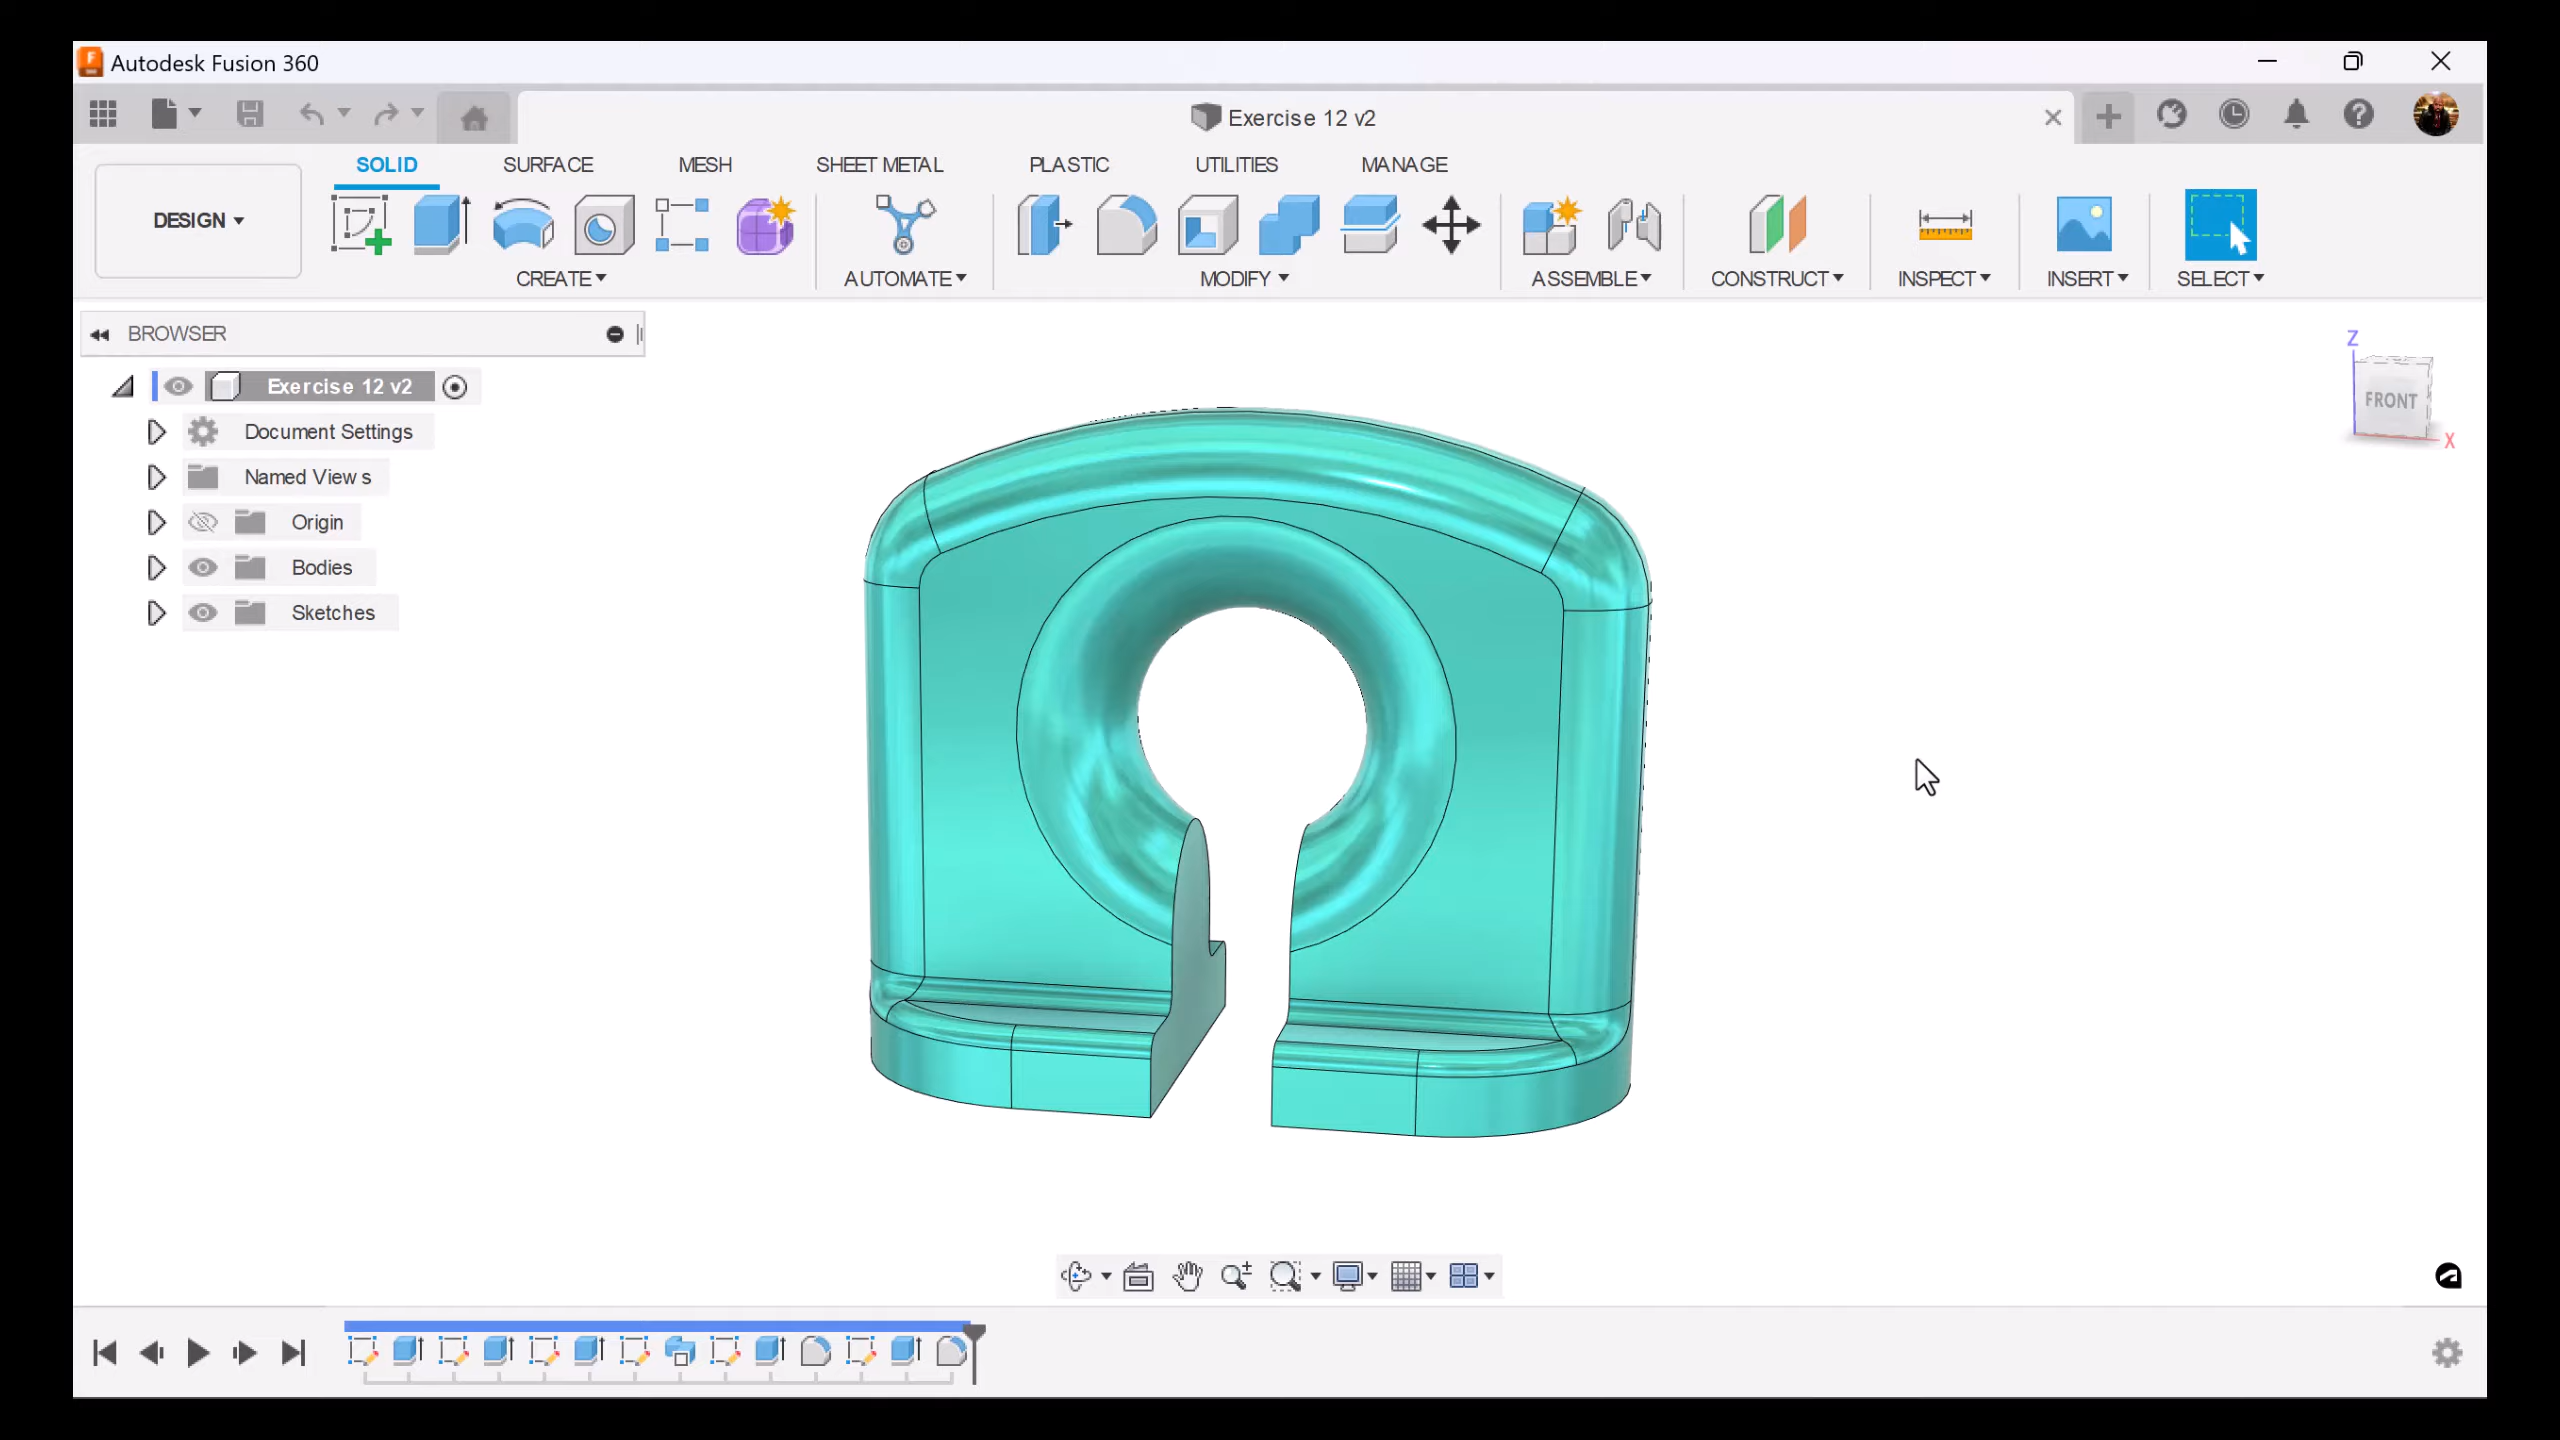 Autodesk Fusion 360
Exercise 12 v2
SOLID SURFACE MESH SHEET METAL PLASTIC UTILITIES MANAGE
DESIGN
CREATE AUTOMATE MODIFY ASSEMBLE CONSTRUCT INSPECT INSERT SELECT
BROWSER
Exercise 12 v2
Document Settings
Named Views
Origin
Bodies
Sketches
Z
FRONT
X